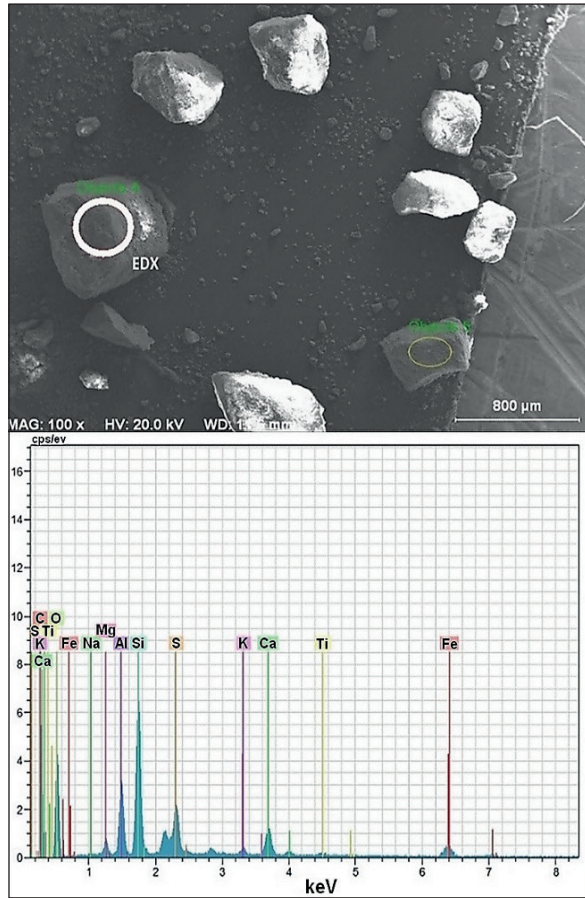 EDX
800 µm
MAG: 100 x HV: 20.0 kV WD:
cps/ev
16
14
12
10
8
6
4
2
0
C O
S Ti
K Fe Na Mg Al Si S K Ca Ti Fe
Ca
1 2 3 4 5 6 7 8
keV